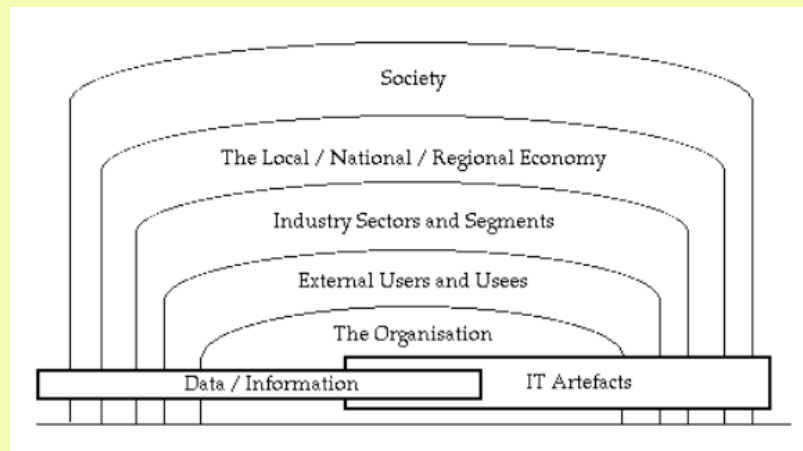 Society
The Local / National / Regional Economy
Industry Sectors and Segments
External Users and Usees
The Organisation
Data / Information
IT Artefacts